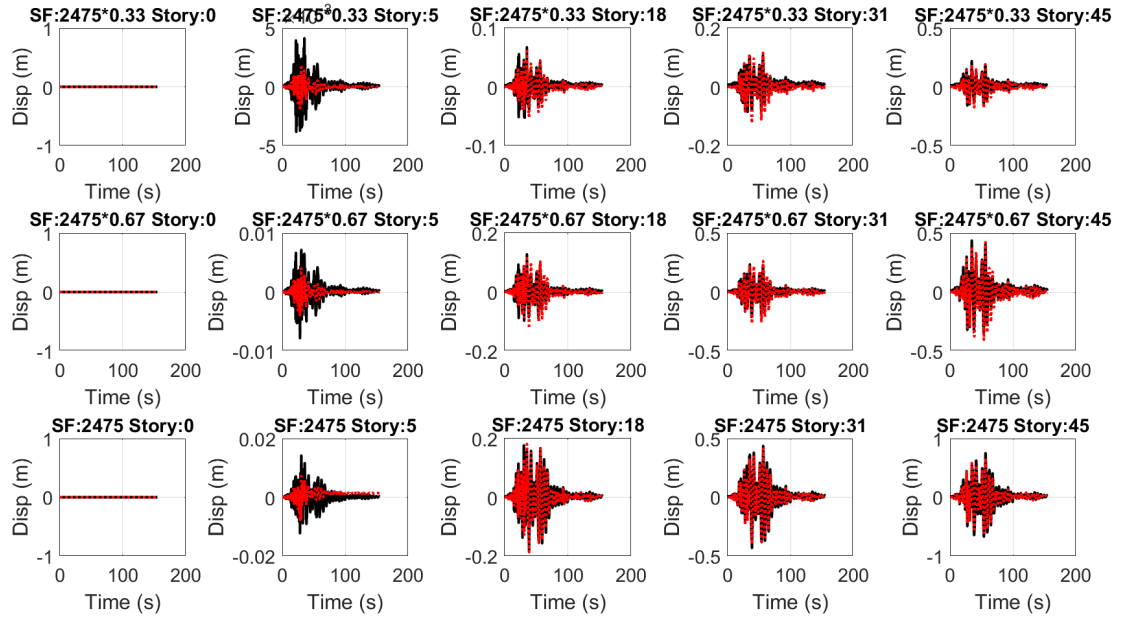 SF:2475*0.33 Story:0 SF:2475*0.33 Story:5 SF:2475*0.33 Story:18 SF:2475*0.33 Story:31 SF:2475*0.33 Story:45
1 5 0.1 0.2 0.5
Disp (m) Disp (m) Disp (m) Disp (m) Disp (m)
0 0 0 0 0
-1 -5 -0.1 -0.2 -0.5
0 100 200 0 100 200 0 100 200 0 100 200 0 100 200
Time (s) Time (s) Time (s) Time (s) Time (s)
SF:2475*0.67 Story:0 SF:2475*0.67 Story:5 SF:2475*0.67 Story:18 SF:2475*0.67 Story:31 SF:2475*0.67 Story:45
1 0.01 0.2 0.5 0.5
Disp (m) Disp (m) Disp (m) Disp (m) Disp (m)
0 0 0 0 0
-1 -0.01 -0.2 -0.5 -0.5
0 100 200 0 100 200 0 100 200 0 100 200 0 100 200
Time (s) Time (s) Time (s) Time (s) Time (s)
SF:2475 Story:0 SF:2475 Story:5 SF:2475 Story:18 SF:2475 Story:31 SF:2475 Story:45
1 0.02 0.2 0.5 1
Disp (m) Disp (m) Disp (m) Disp (m) Disp (m)
0 0 0 0 0
-1 -0.02 -0.2 -0.5 -1
0 100 200 0 100 200 0 100 200 0 100 200 0 100 200
Time (s) Time (s) Time (s) Time (s) Time (s)